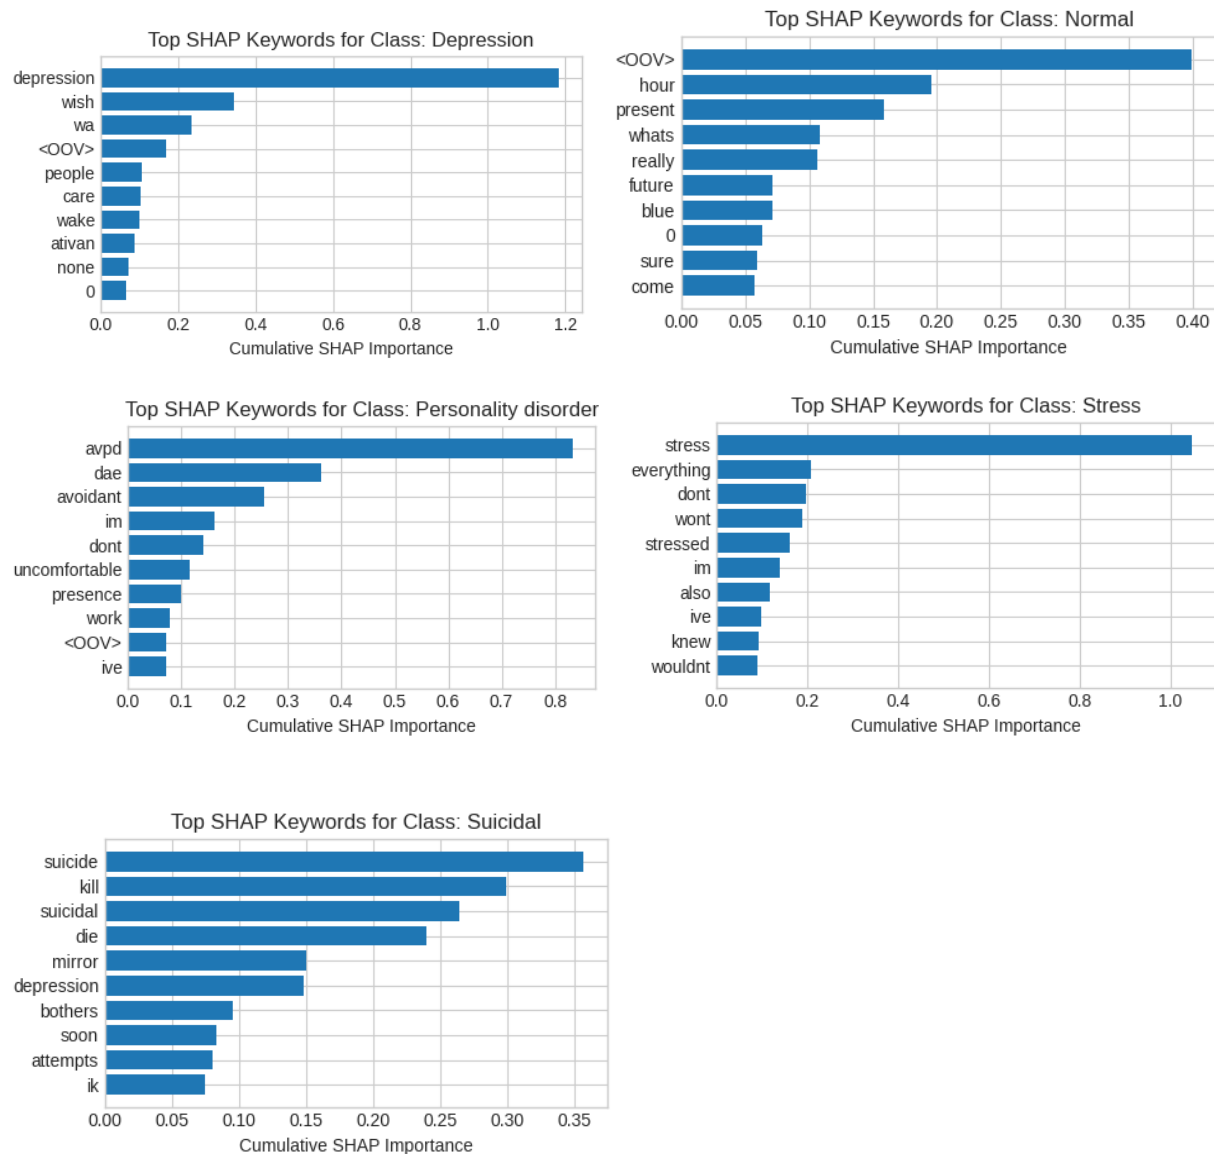 Top SHAP Keywords for Class: Depression
depression
wish
wa
<OOV>
people
care
wake
ativan
none
0
0.0 0.2 0.4 0.6 0.8 1.0 1.2
Cumulative SHAP Importance
Top SHAP Keywords for Class: Normal
<OOV>
hour
present
whats
really
future
blue
0
sure
come
0.00 0.05 0.10 0.15 0.20 0.25 0.30 0.35 0.40
Cumulative SHAP Importance
Top SHAP Keywords for Class: Personality disorder
avpd
dae
avoidant
im
dont
uncomfortable
presence
work
<OOV>
ive
0.0 0.1 0.2 0.3 0.4 0.5 0.6 0.7 0.8
Cumulative SHAP Importance
Top SHAP Keywords for Class: Stress
stress
everything
dont
wont
stressed
im
also
ive
knew
wouldnt
0.0 0.2 0.4 0.6 0.8 1.0
Cumulative SHAP Importance
Top SHAP Keywords for Class: Suicidal
suicide
kill
suicidal
die
mirror
depression
bothers
soon
attempts
ik
0.00 0.05 0.10 0.15 0.20 0.25 0.30 0.35
Cumulative SHAP Importance